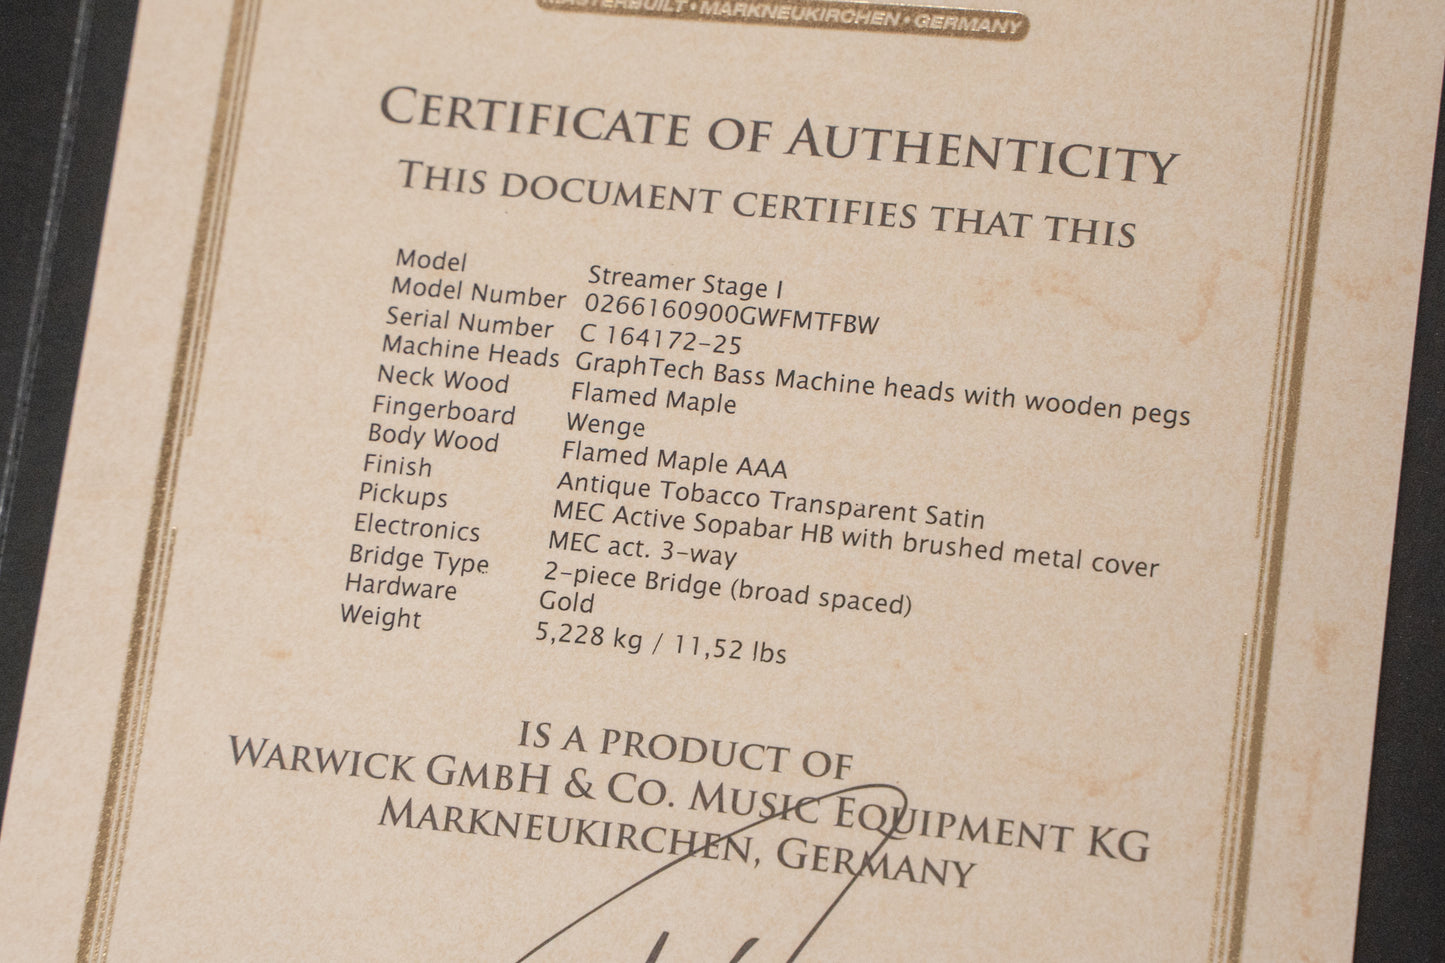 MASTERBUILT • MARKNEUKIRCHEN • GERMANY
CERTIFICATE OF AUTHENTICITY
THIS DOCUMENT CERTIFIES THAT THIS
Model Streamer Stage I
Model Number 0266160900GWFMTFBW
Serial Number C 164172-25
Machine Heads GraphTech Bass Machine heads with wooden pegs
Neck Wood Flamed Maple
Fingerboard Wenge
Body Wood Flamed Maple AAA
Finish Antique Tobacco Transparent Satin
Pickups MEC Active Sopabar HB with brushed metal cover
Electronics MEC act. 3-way
Bridge Type 2-piece Bridge (broad spaced)
Hardware Gold
Weight 5,228 kg / 11,52 lbs
IS A PRODUCT OF
WARWICK GMBH & CO. MUSIC EQUIPMENT KG
MARKNEUKIRCHEN, GERMANY